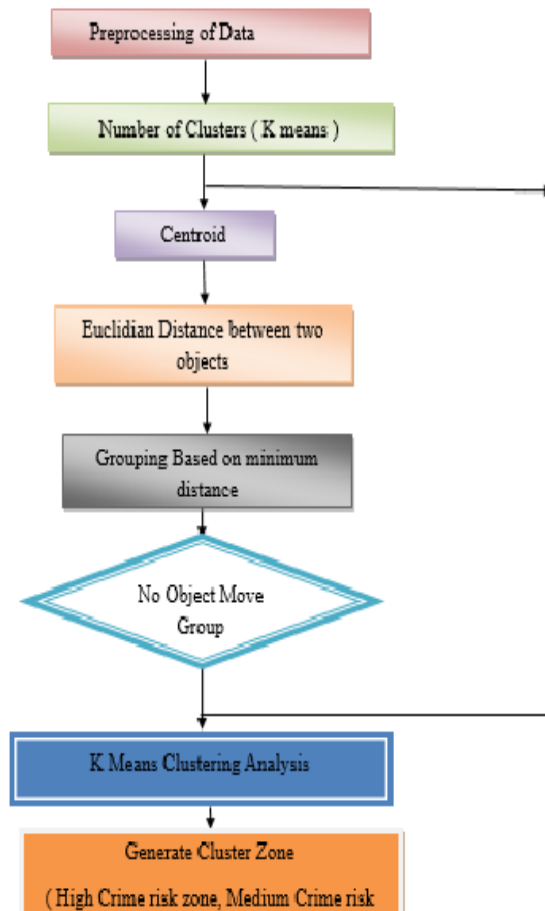 Preprocessing of Data
Number of Clusters ( K means )
Centroid
Euclidian Distance between two
objects
Grouping Based on minimum
distance
No Object Move
Group
K Means Clustering Analysis
Generate Cluster Zone
( High Crime risk zone, Medium Crime risk